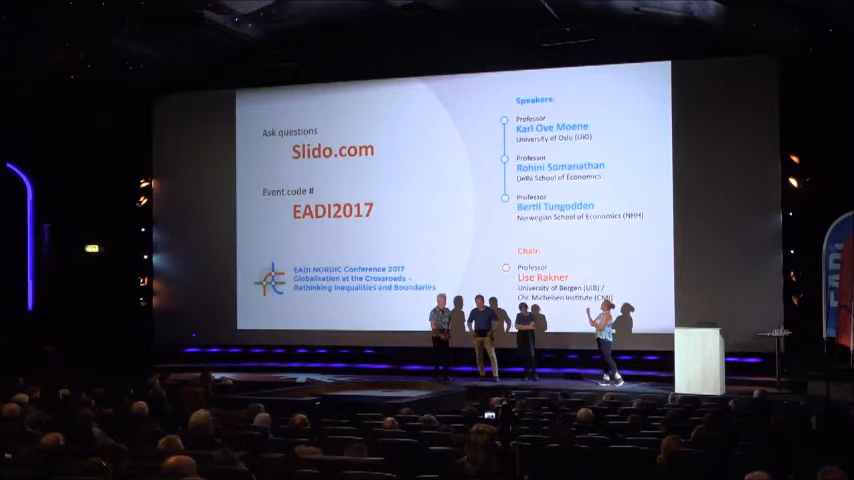 Ask questions
Slido.com
Event code #
EADI2017
EADI NORDIC Conference 2017
Globalisation at the Crossroads –
Rethinking Inequalities and Boundaries
Speakers:
Professor
Karl Ove Moene
University of Oslo (UiO)
Professor
Rohini Somanathan
Delhi School of Economics
Professor
Bertil Tungodden
Norwegian School of Economics (NHH)
Chair:
Professor
Lise Rakner
University of Bergen (UiB) /
Chr. Michelsen Institute (CMI)
EADI